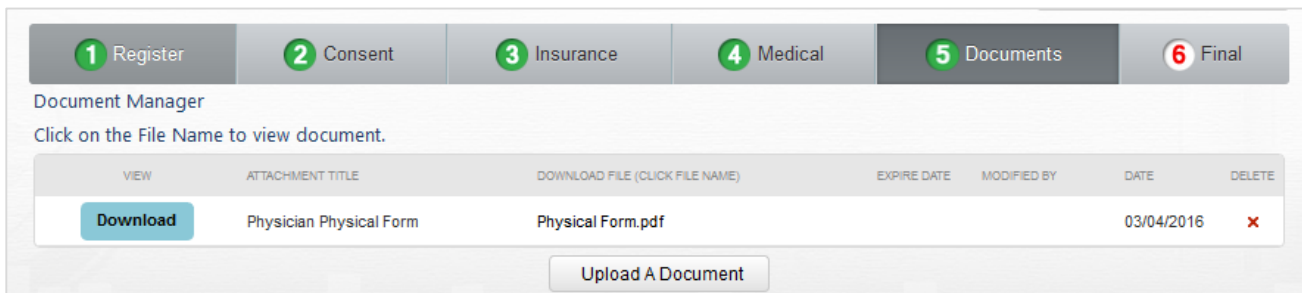 1 Register 2 Consent 3 Insurance 4 Medical 5 Documents 6 Final
Document Manager
Click on the File Name to view document.
VIEW ATTACHMENT TITLE DOWNLOAD FILE (CLICK FILE NAME) EXPIRE DATE MODIFIED BY DATE DELETE
Download Physician Physical Form Physical Form.pdf 03/04/2016 ×
Upload A Document